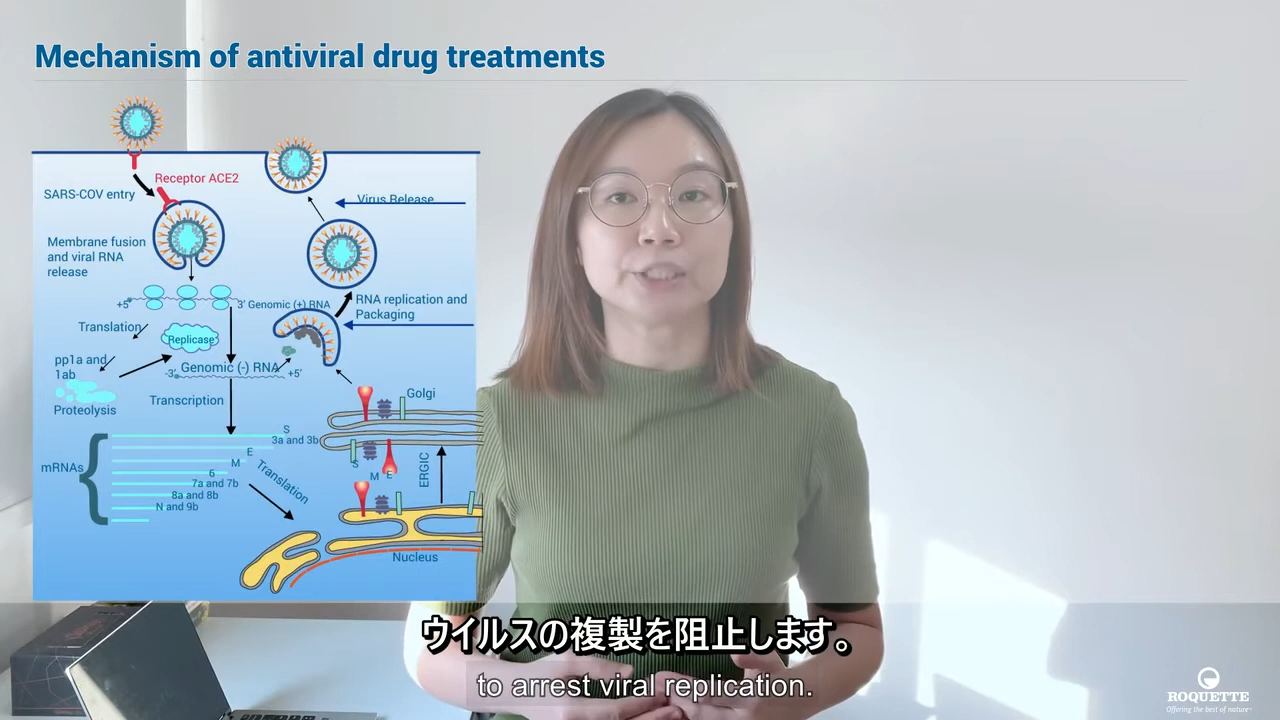 Mechanism of antiviral drug treatments
Receptor ACE2
SARS-COV entry
Virus Release
Membrane fusion
and viral RNA
release
+5'
3' Genomic (+) RNA
RNA replication and
Packaging
Translation
Replicase
pp1a and
1ab
Genomic (-) RNA
-3'
+5'
Proteolysis
Transcription
Golgi
S
3a and 3b
E
M
mRNAs
6
7a and 7b
8a and 8b
N and 9b
Translation
S
M
E
ERGIC
Nucleus
ウイルスの複製を阻止します。
to arrest viral replication.
ROQUETTE
Offering the best of nature™